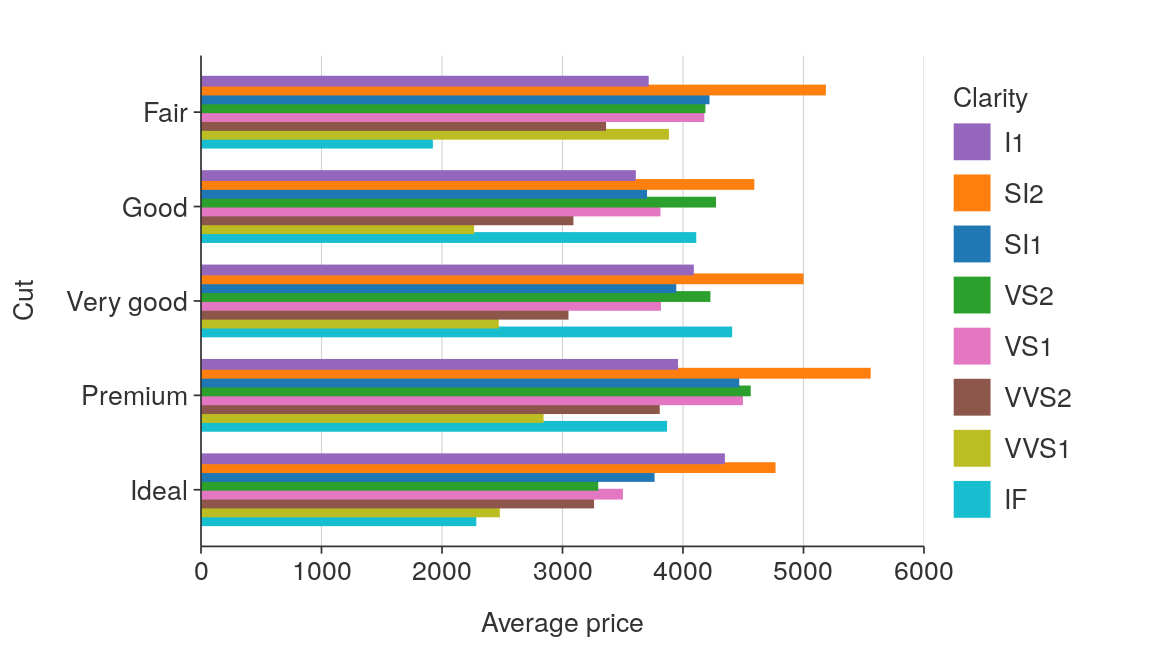 Cut
Fair
Good
Very good
Premium
Ideal
0 1000 2000 3000 4000 5000 6000
Average price
Clarity
I1
SI2
SI1
VS2
VS1
VVS2
VVS1
IF